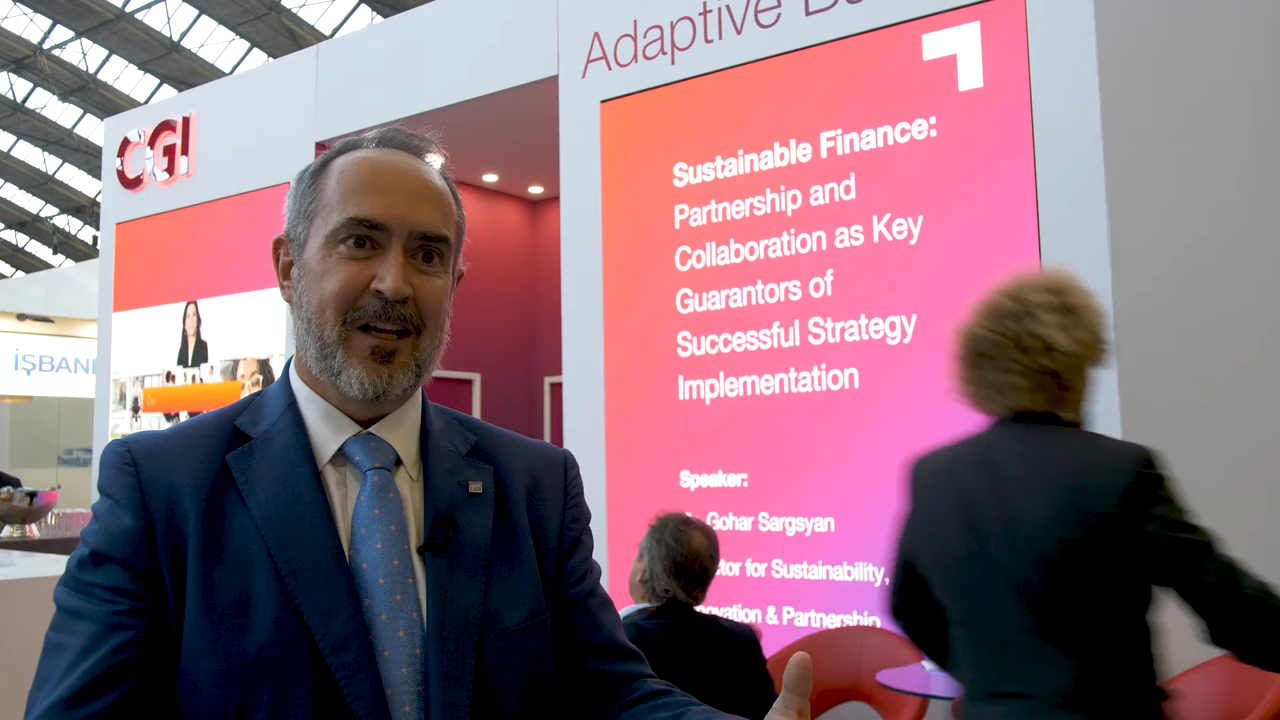 Adaptive
CGI
Sustainable Finance:
Partnership and
Collaboration as Key
Guarantors of
Successful Strategy
Implementation
Speaker:
Gohar Sargsyan
for Sustainability,
& Partnership
İŞBANK